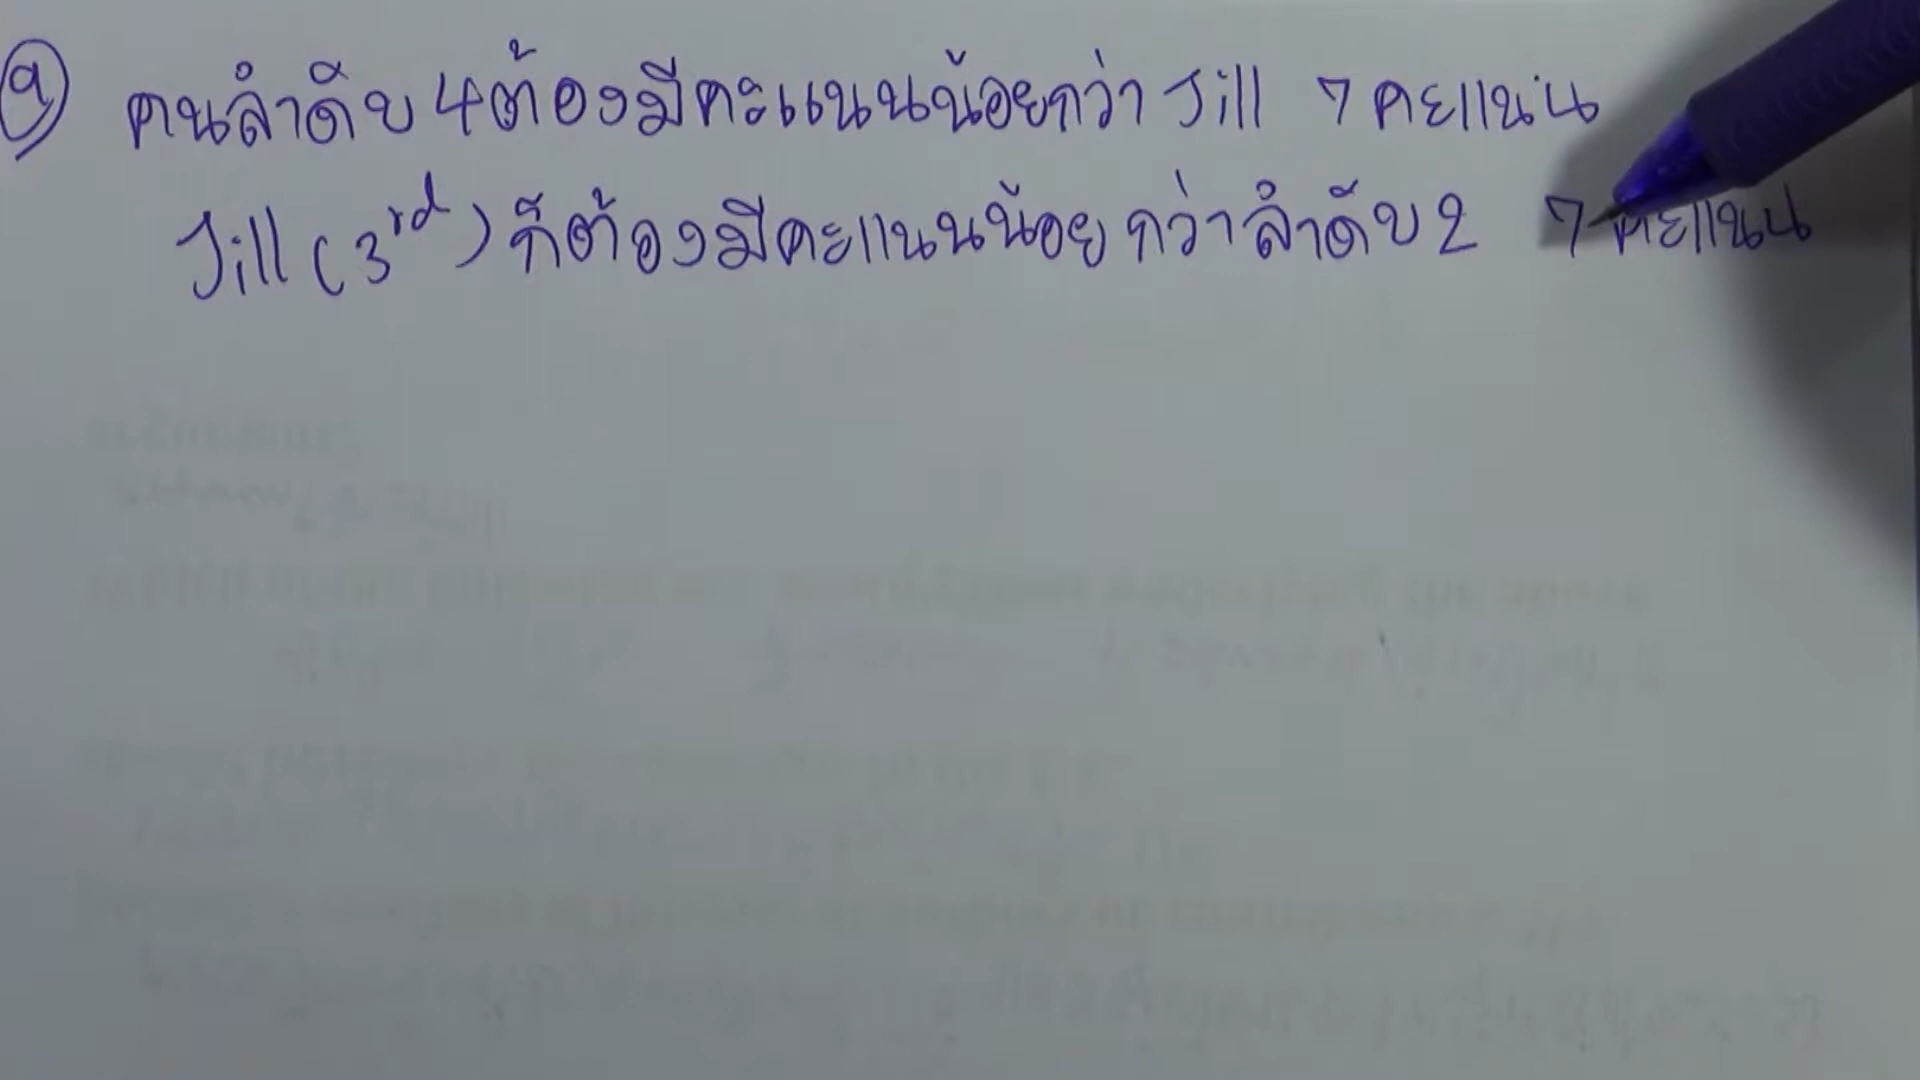 ๑ คนลำดับ 4 ต้องมีคะแนนน้อยกว่า Jill 7 คะแนน
Jill (3rd) ก็ต้องมีคะแนนน้อยกว่าลำดับ 2 7 คะแนน